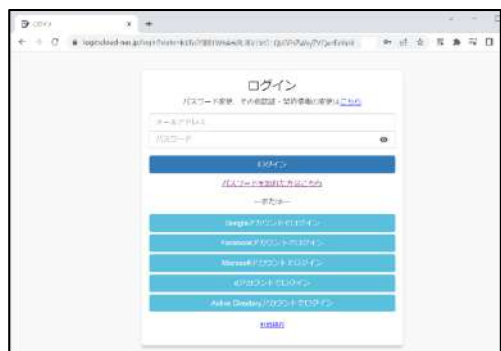 ログイン
パスワード変更、その他認証・契約情報の変更はこちら
メールアドレス
パスワード
ログイン
パスワードを忘れた方はこちら
―または―
Googleアカウントでログイン
Facebookアカウントでログイン
Microsoftアカウントでログイン
dアカウントでログイン
Active Directoryアカウントでログイン
利用規約